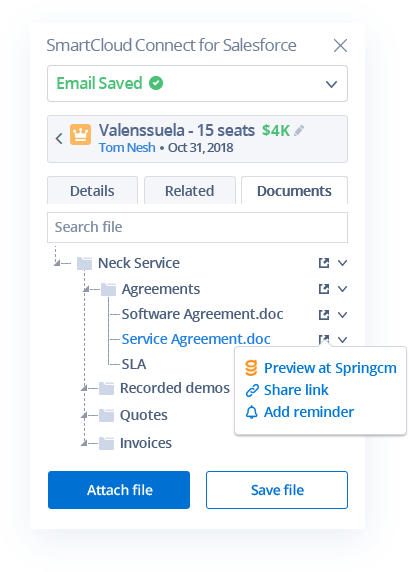 SmartCloud Connect for Salesforce
Email Saved
Valenssuela - 15 seats $4K
Tom Nesh • Oct 31, 2018
Details Related Documents
Search file
Neck Service
Agreements
Software Agreement.doc
Service Agreement.doc
SLA
Preview at Springcm
Share link
Add reminder
Recorded demos
Quotes
Invoices
Attach file Save file